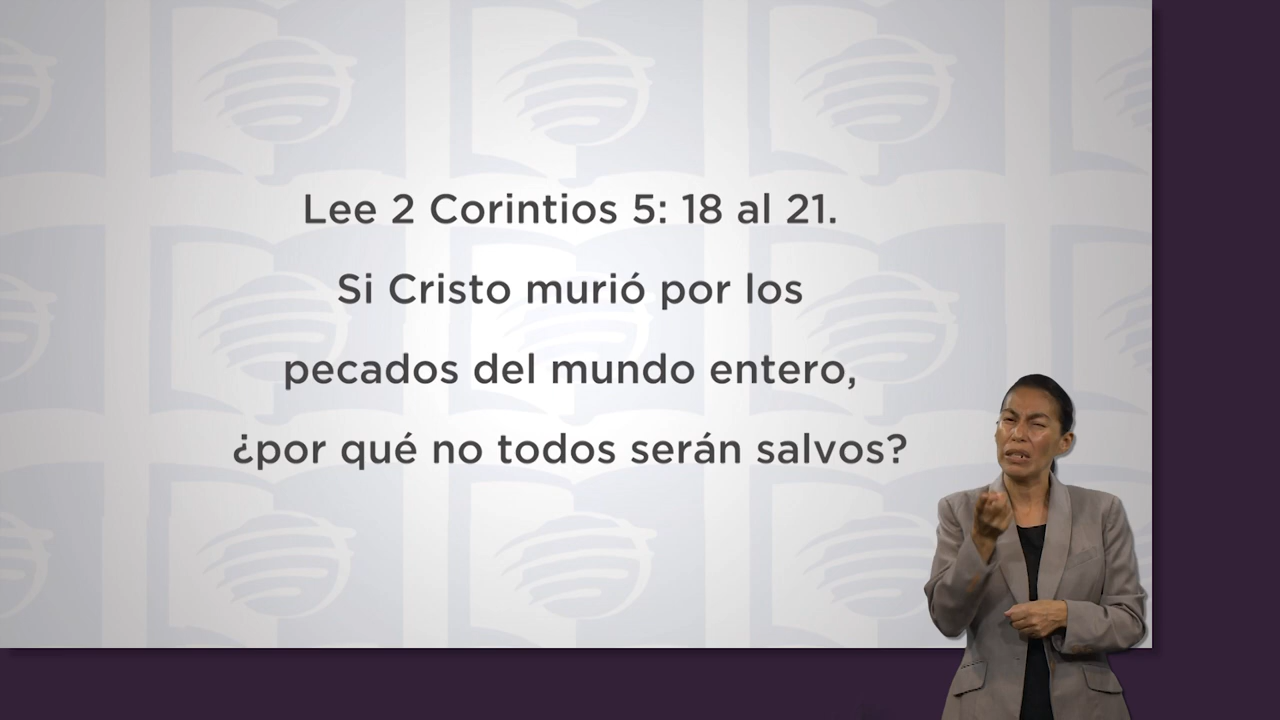 Lee 2 Corintios 5: 18 al 21.
Si Cristo murió por los
pecados del mundo entero,
¿por qué no todos serán salvos?